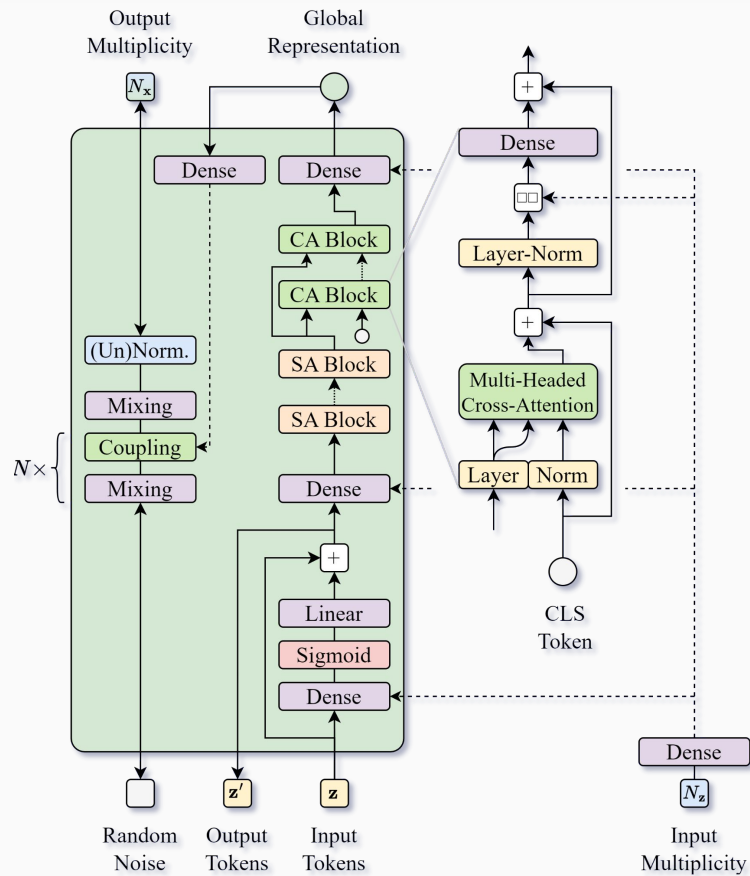 Output
Multiplicity
Global
Representation
Nx
Dense
Dense
CA Block
CA Block
SA Block
SA Block
(Un)Norm.
Mixing
Coupling
N×
Mixing
Dense
+
Linear
Sigmoid
Dense
z′
z
Random
Noise
Output
Tokens
Input
Tokens
+
Dense
Layer-Norm
+
Multi-Headed
Cross-Attention
Layer
Norm
CLS
Token
Dense
Nz
Input
Multiplicity